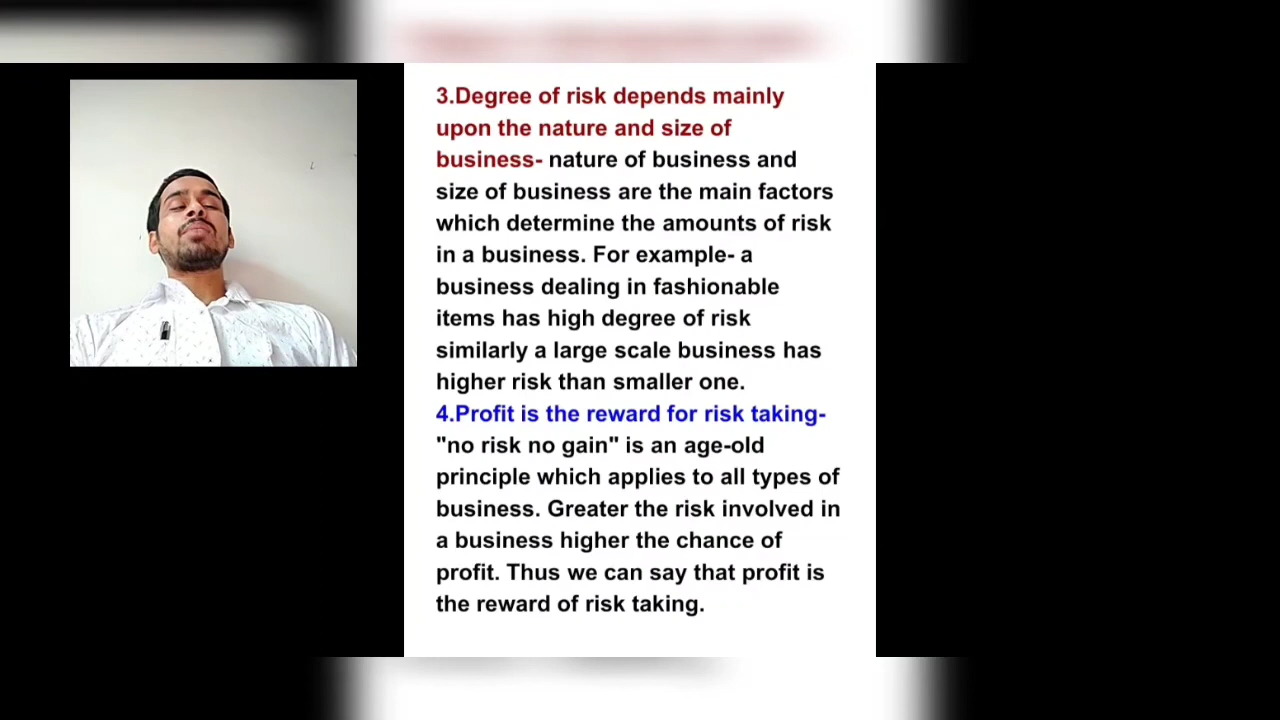 3.Degree of risk depends mainly
upon the nature and size of
business- nature of business and
size of business are the main factors
which determine the amounts of risk
in a business. For example- a
business dealing in fashionable
items has high degree of risk
similarly a large scale business has
higher risk than smaller one.
4.Profit is the reward for risk taking-
"no risk no gain" is an age-old
principle which applies to all types of
business. Greater the risk involved in
a business higher the chance of
profit. Thus we can say that profit is
the reward of risk taking.